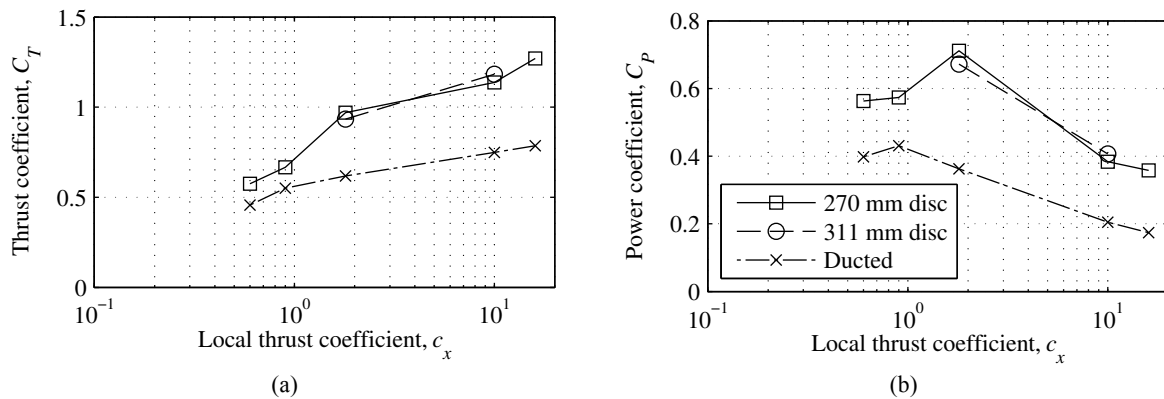 1.5
1
0.5
0
10^-1
10^0
10^1
Thrust coefficient, C_T
Local thrust coefficient, c_x
(a)
0.8
0.6
0.4
0.2
0
10^-1
10^0
10^1
Power coefficient, C_P
270 mm disc
311 mm disc
Ducted
Local thrust coefficient, c_x
(b)